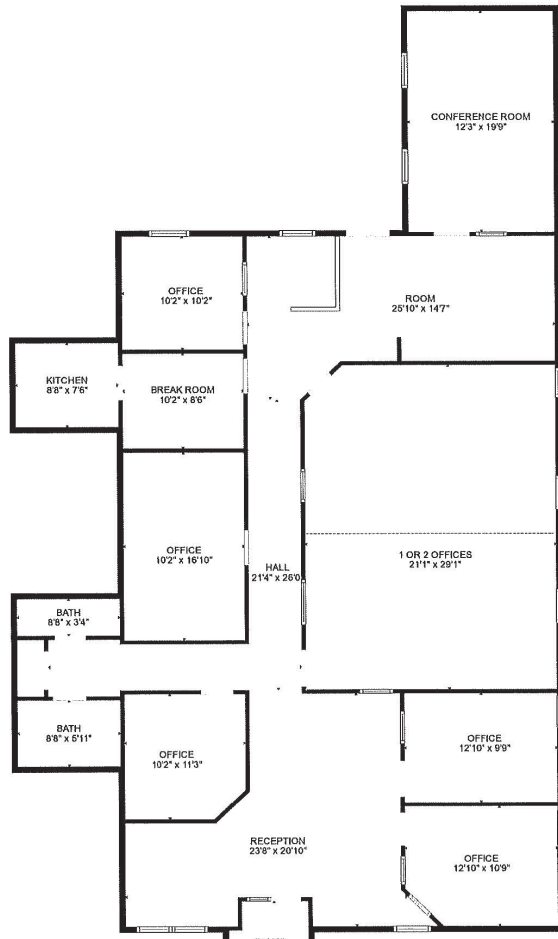 CONFERENCE ROOM
12'3" x 19'9"
OFFICE
10'2" x 10'2"
ROOM
25'10" x 14'7"
KITCHEN
8'8" x 7'6"
BREAK ROOM
10'2" x 8'6"
OFFICE
10'2" x 16'10"
HALL
21'4" x 26'0
1 OR 2 OFFICES
21'1" x 29'1"
BATH
8'8" x 3'4"
BATH
8'8" x 5'11"
OFFICE
10'2" x 11'3"
OFFICE
12'10" x 9'9"
RECEPTION
23'8" x 20'10"
OFFICE
12'10" x 10'9"